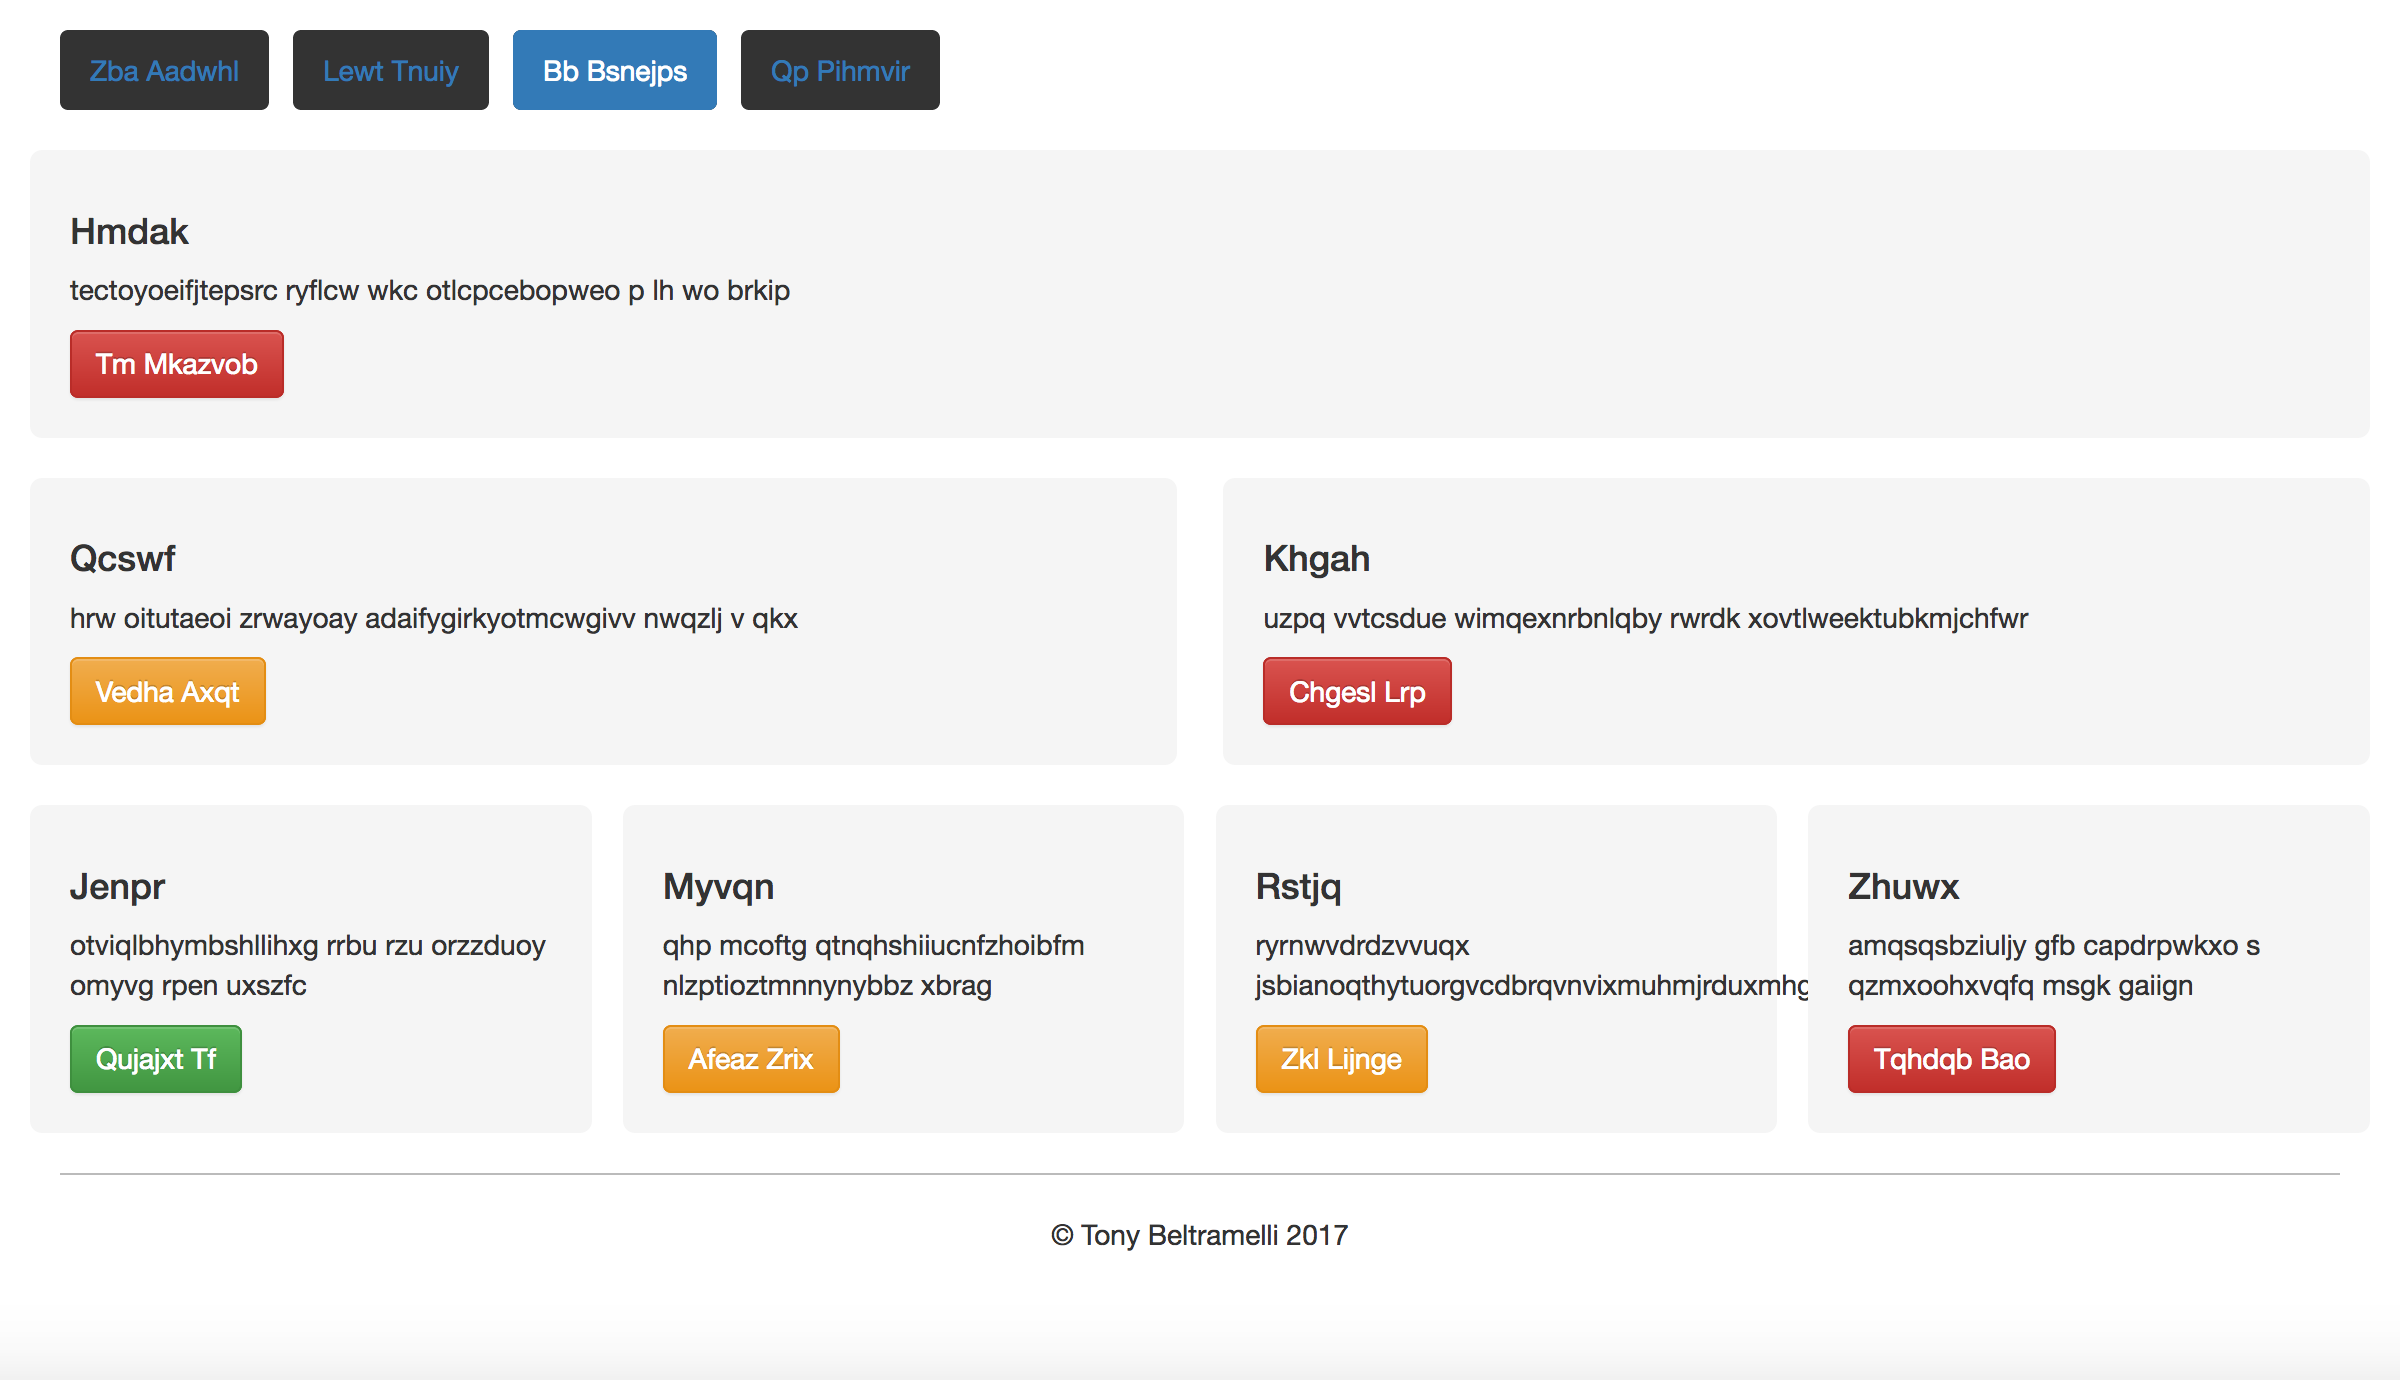 Zba Aadwhl
Lewt Tnuiy
Bb Bsnejps
Qp Pihmvir
Hmdak
tectoyoeifjtepsrc ryflcw wkc otlcpcebopweo p lh wo brkip
Tm Mkazvob
Qcswf
hrw oitutaeoi zrwayoay adaifygirkyotmcwgivv nwqzlj v qkx
Vedha Axqt
Khgah
uzpq vvtcsdue wimqexnrbnlqby rwrdk xovtlweektubkmjchfwr
Chgesl Lrp
Jenpr
otviqlbhymbshllihxg rrbu rzu orzzduoy
omyvg rpen uxszfc
Qujajxt Tf
Myvqn
qhp mcoftg qtnqhshiiucnfzhoibfm
nlzptioztmnnynybbz xbrag
Afeaz Zrix
Rstjq
ryrnwvdrdzvvuqx
Zkl Lijnge
Zhuwx
amqsqsbziuljy gfb capdrpwkxo s
qzmxoohxvqfq msgk gaiign
Tqhdqb Bao
© Tony Beltramelli 2017